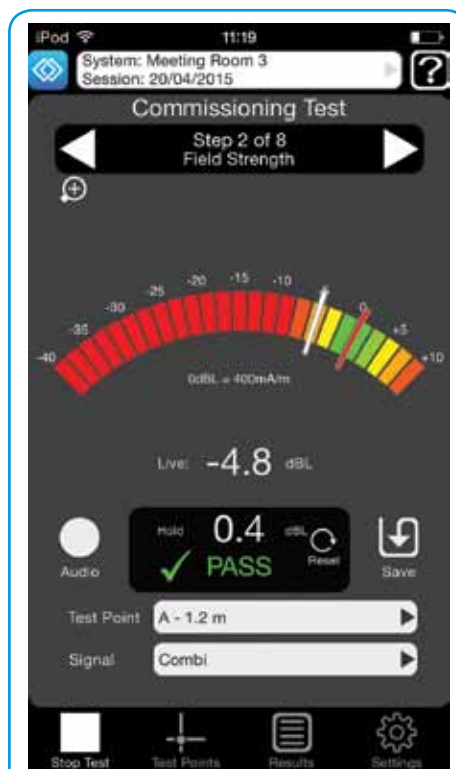 iPod 11:19
System: Meeting Room 3
Session: 20/04/2015
?
Commissioning Test
Step 2 of 8
Field Strength
-40 -35 -30 -25 -20 -15 -10 0 +5 +10
0dBL = 400mA/m
Live: -4.8 dBL
Hold 0.4 dBL
PASS
Reset
Audio
Save
Test Point A - 1.2 m
Signal Combi
Stop Test Test Points Results Settings